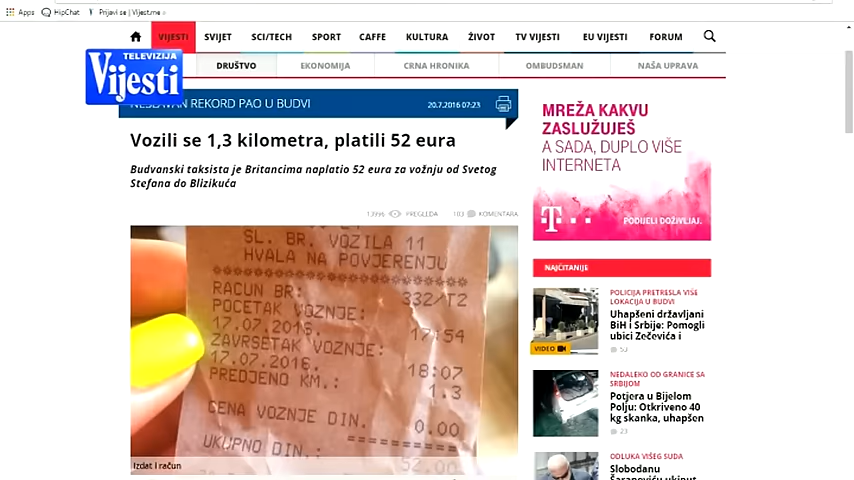 Apps
HipChat
Prijavi se | Vijest.me
VIJESTI
SVIJET
SCI/TECH
SPORT
CAFFE
KULTURA
ŽIVOT
TV VIJESTI
EU VIJESTI
FORUM
TELEVIZIJA
Vijesti
DRUŠTVO
EKONOMIJA
CRNA HRONIKA
OMBUDSMAN
NAŠA UPRAVA
REKORD PAO U BUDVI
20.7.2016 07:23
Vozili se 1,3 kilometra, platili 52 eura
Budvanski taksista je Britancima naplatio 52 eura za vožnju od Svetog
Stefana do Blizikuća
PREGLEDA
103 KOMENTARA
SL. BR. VOZILA 11
HVALA NA POVJERENJU
RACUN BR: 332/T2
POCETAK VOZNJE:
17.07.2016. 17:54
ZAVRSETAK VOZNJE:
17.07.2016. 18:07
PREDJENO KM.: 1.3
CENA VOZNJE DIN. 0.00
UKUPNO DIN.: 52.00
Izdat i račun
MREŽA KAKVU
ZASLUŽUJEŠ
A SADA, DUPLO VIŠE
INTERNETA
T
PODIJELI DOŽIVLJAJ.
NAJČITANIJE
POLICIJA PRETRESLA VIŠE
LOKACIJA U BUDVI
Uhapšeni državljani
BiH i Srbije: Pomogli
ubici Zečevića i
VIDEO
53
NEDALEKO OD GRANICE SA
SRBIJOM
Potjera u Bijelom
Polju: Otkriveno 40
kg skanka, uhapšen
23
ODLUKA VIŠEG SUDA
Slobodanu
Šaranoviću ukinut